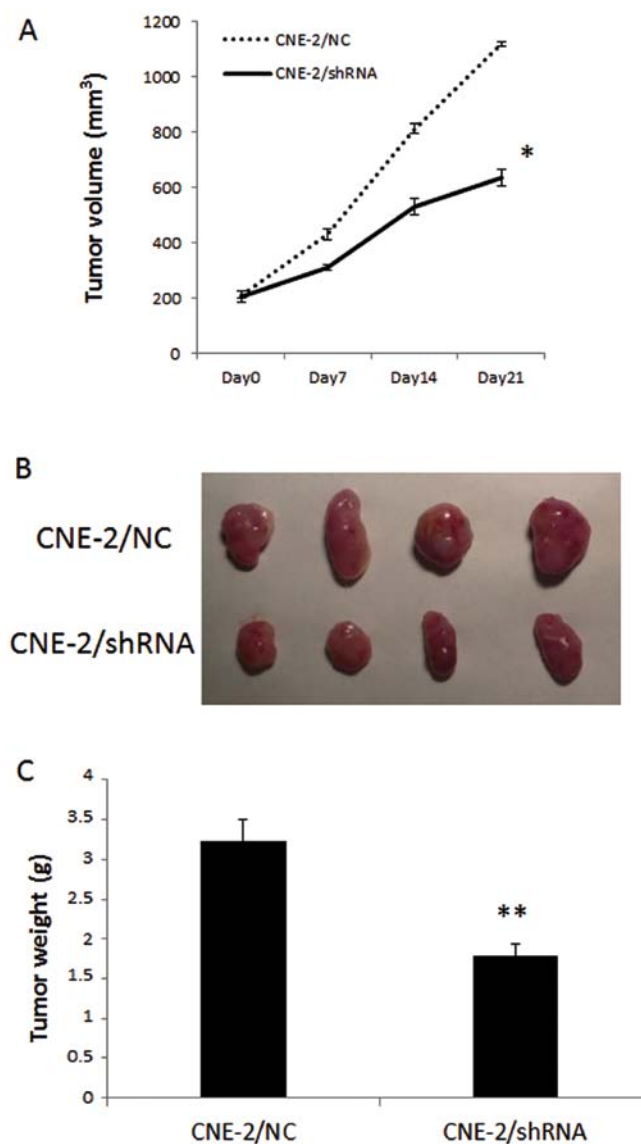 A
Tumor volume (mm³)
1200
1000
800
600
400
200
0
CNE-2/NC
CNE-2/shRNA
*
Day0 Day7 Day14 Day21
B
CNE-2/NC
CNE-2/shRNA
C
Tumor weight (g)
4
3.5
3
2.5
2
1.5
1
0.5
0
**
CNE-2/NC CNE-2/shRNA